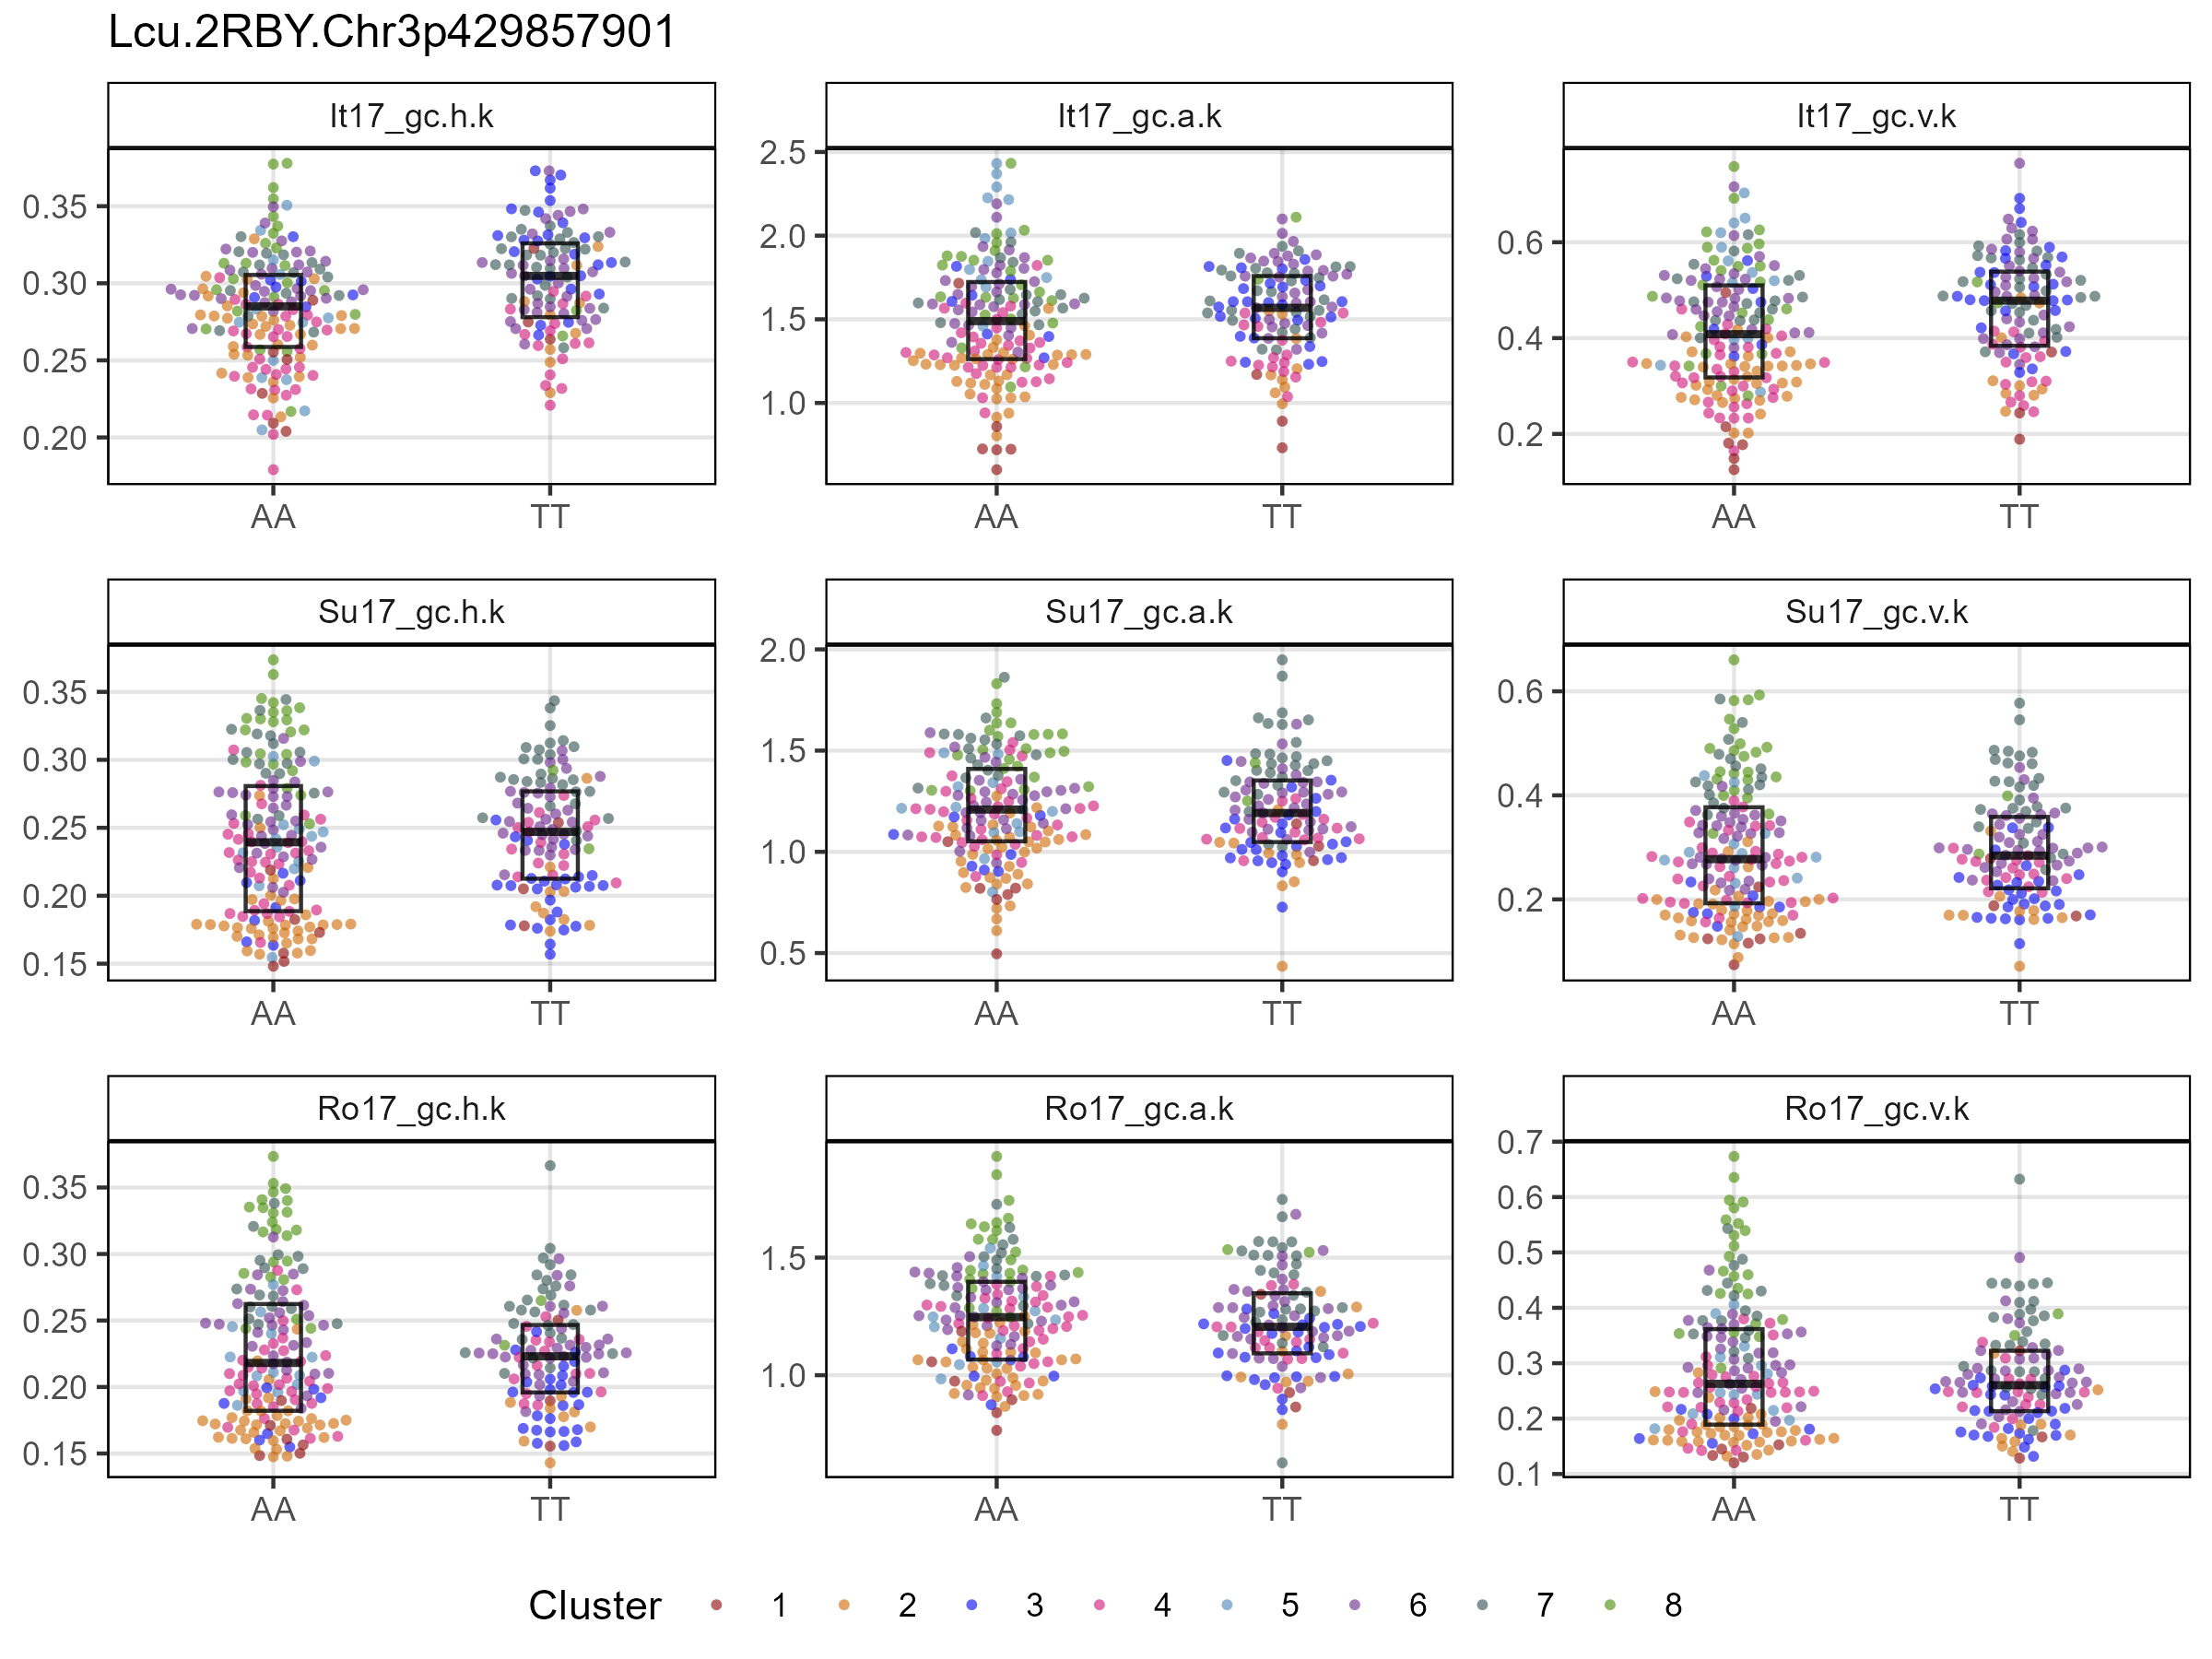 Lcu.2RBY.Chr3p429857901
It17_gc.h.k
It17_gc.a.k
It17_gc.v.k
0.35
0.30
0.25
0.20
2.5
2.0
1.5
1.0
0.6
0.4
0.2
AA
TT
AA
TT
AA
TT
Su17_gc.h.k
Su17_gc.a.k
Su17_gc.v.k
0.35
0.30
0.25
0.20
0.15
2.0
1.5
1.0
0.5
0.6
0.4
0.2
AA
TT
AA
TT
AA
TT
Ro17_gc.h.k
Ro17_gc.a.k
Ro17_gc.v.k
0.35
0.30
0.25
0.20
0.15
1.5
1.0
0.7
0.6
0.5
0.4
0.3
0.2
0.1
AA
TT
AA
TT
AA
TT
Cluster 1 2 3 4 5 6 7 8